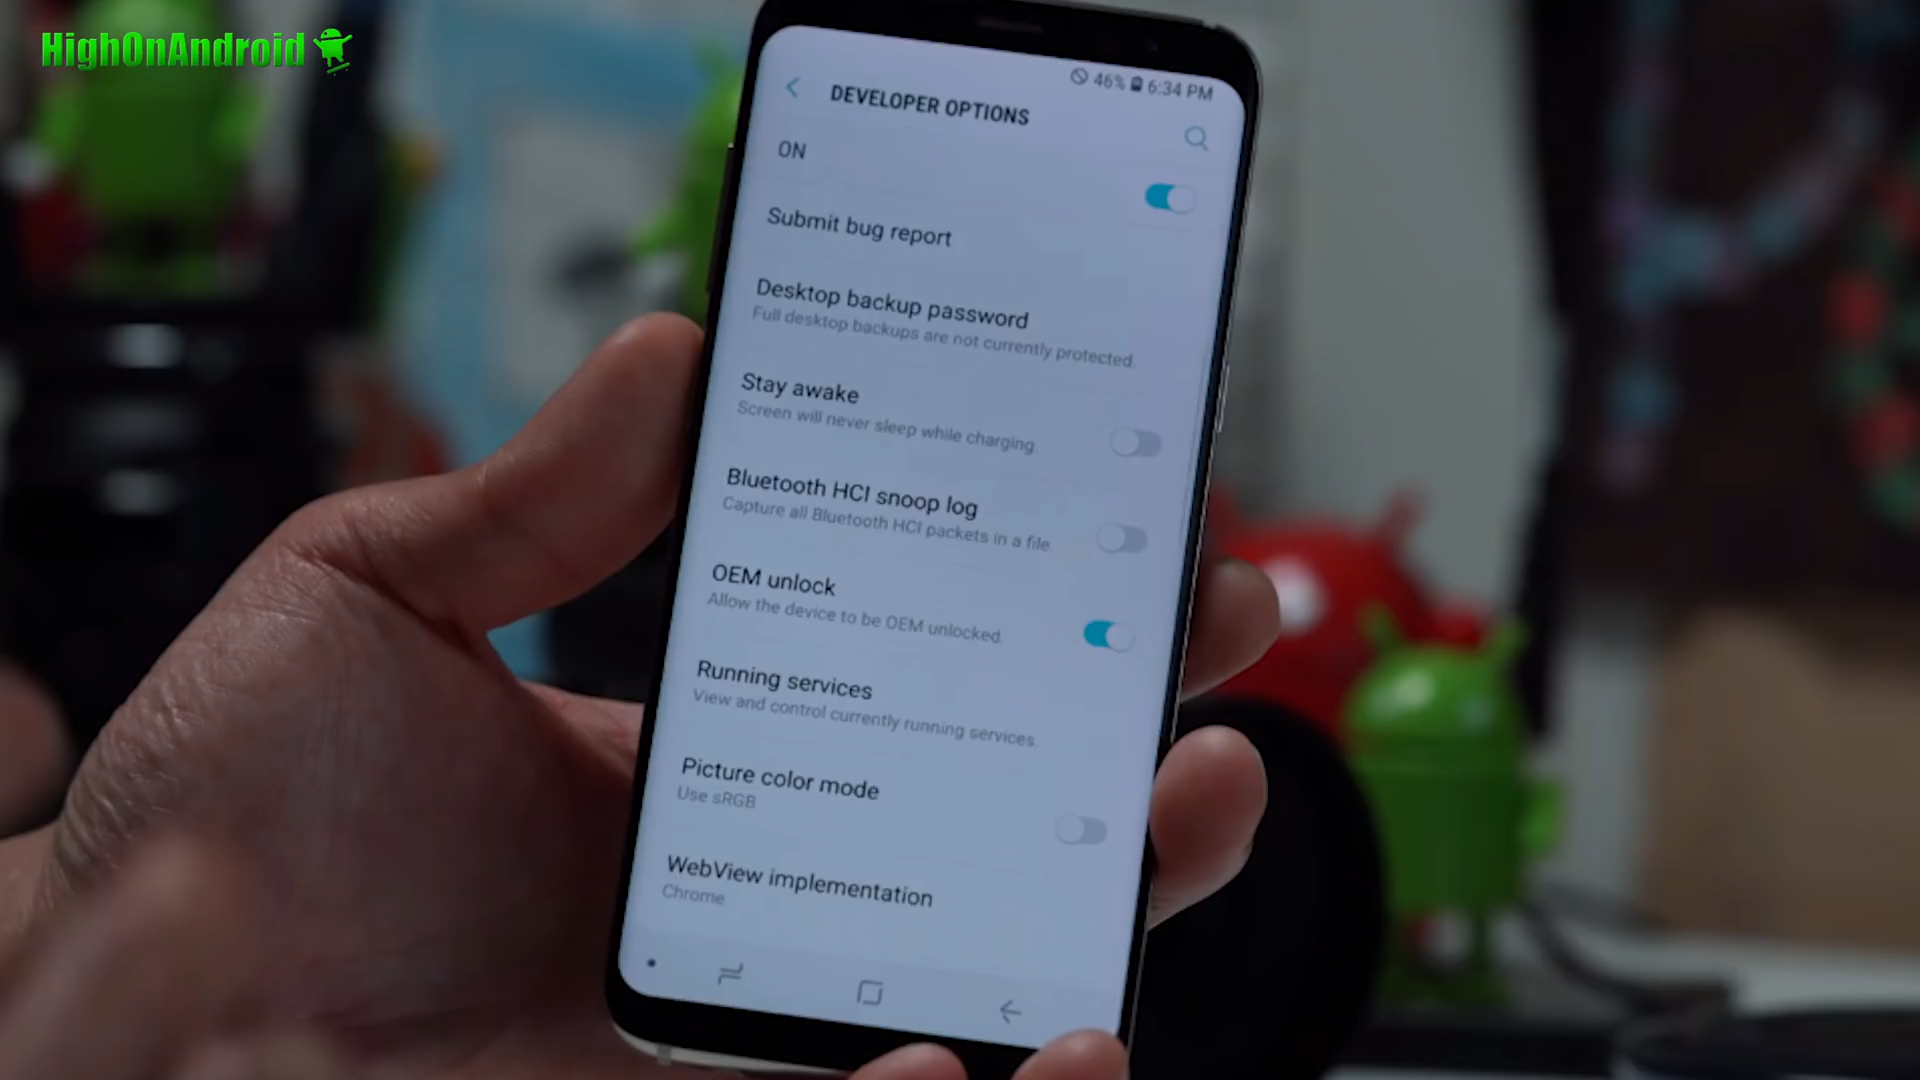 HighOnAndroid
46% 6:34 PM
DEVELOPER OPTIONS
ON
Submit bug report
Desktop backup password
Full desktop backups are not currently protected.
Stay awake
Screen will never sleep while charging.
Bluetooth HCI snoop log
Capture all Bluetooth HCI packets in a file.
OEM unlock
Allow the device to be OEM unlocked.
Running services
View and control currently running services.
Picture color mode
Use sRGB
WebView implementation
Chrome